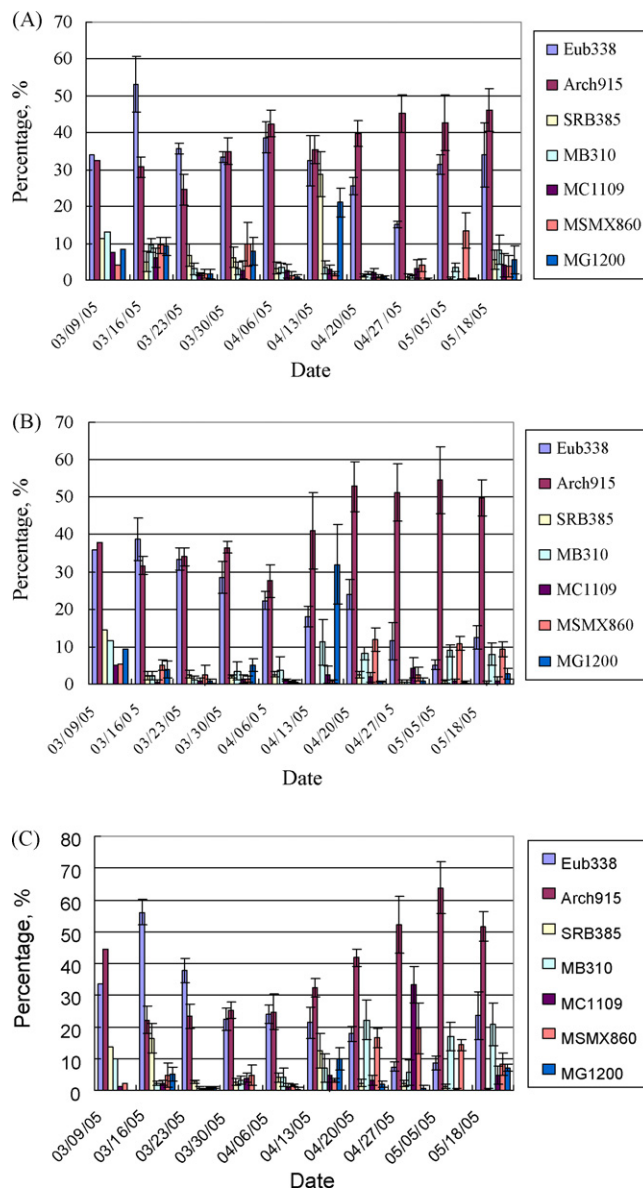 (A)
70
60
50
40
30
20
10
0
Percentage, %
03/09/05
03/16/05
03/23/05
03/30/05
04/06/05
04/13/05
04/20/05
04/27/05
05/05/05
05/18/05
Date
Eub338
Arch915
SRB385
MB310
MC1109
MSMX860
MG1200
(B)
70
60
50
40
30
20
10
0
Percentage, %
03/09/05
03/16/05
03/23/05
03/30/05
04/06/05
04/13/05
04/20/05
04/27/05
05/05/05
05/18/05
Date
Eub338
Arch915
SRB385
MB310
MC1109
MSMX860
MG1200
(C)
80
70
60
50
40
30
20
10
0
Percentage, %
03/09/05
03/16/05
03/23/05
03/30/05
04/06/05
04/13/05
04/20/05
04/27/05
05/05/05
05/18/05
Date
Eub338
Arch915
SRB385
MB310
MC1109
MSMX860
MG1200